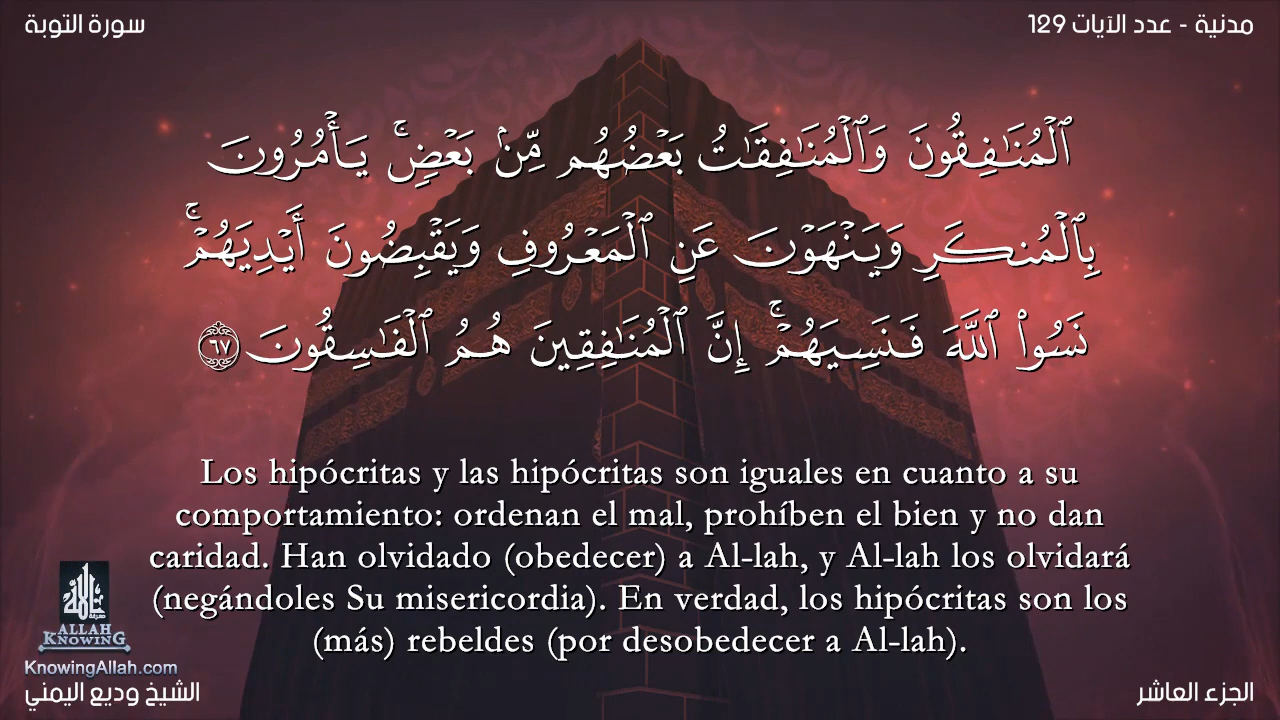 مدنية - عدد الآيات 129
سورة التوبة
ٱلْمُنَٰفِقُونَ وَٱلْمُنَٰفِقَٰتُ بَعْضُهُم مِّنۢ بَعْضٍۚ يَأْمُرُونَ
بِٱلْمُنكَرِ وَيَنْهَوْنَ عَنِ ٱلْمَعْرُوفِ وَيَقْبِضُونَ أَيْدِيَهُمْۚ
نَسُوا۟ ٱللَّهَ فَنَسِيَهُمْۚ إِنَّ ٱلْمُنَٰفِقِينَ هُمُ ٱلْفَٰسِقُونَ ٦٧
Los hipócritas y las hipócritas son iguales en cuanto a su
comportamiento: ordenan el mal, prohíben el bien y no dan
caridad. Han olvidado (obedecer) a Al-lah, y Al-lah los olvidará
(negándoles Su misericordia). En verdad, los hipócritas son los
(más) rebeldes (por desobedecer a Al-lah).
ALLAH
KNOWING
KnowingAllah.com
الشيخ وديع اليمني
الجزء العاشر